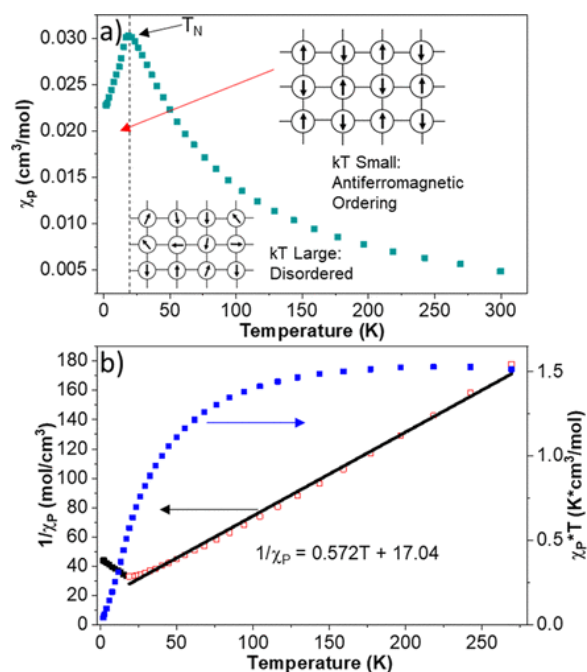 a)
T_N
0.030
0.025
0.020
0.015
0.010
0.005
χ_p (cm³/mol)
kT Small:
Antiferromagnetic
Ordering
kT Large:
Disordered
0 50 100 150 200 250 300
Temperature (K)
b)
180
160
140
120
100
80
60
40
20
0
1/χ_P (mol/cm³)
1.5
1.0
0.5
0.0
χ_P*T (K*cm³/mol)
1/χ_P = 0.572T + 17.04
0 50 100 150 200 250
Temperature (K)